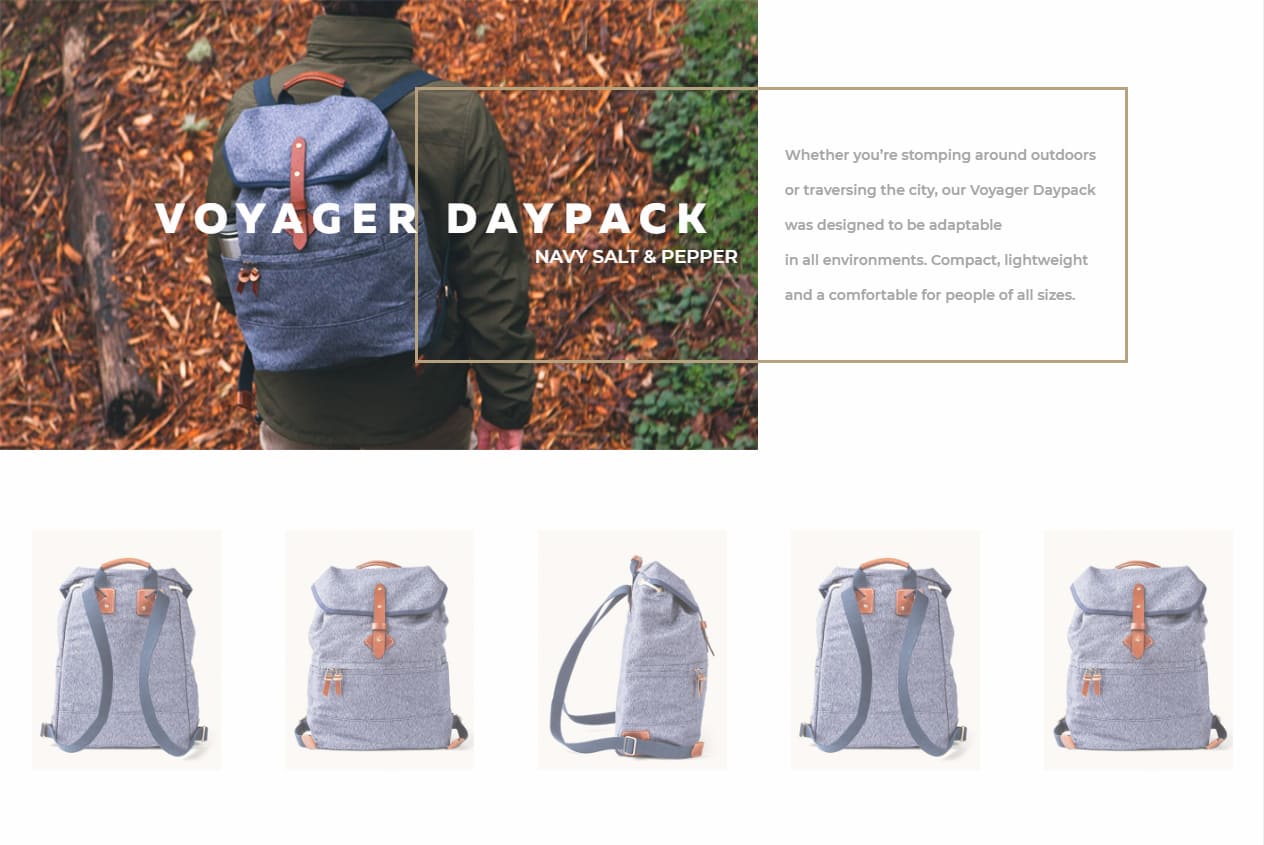 VOYAGER DAYPACK
NAVY SALT & PEPPER
Whether you’re stomping around outdoors
or traversing the city, our Voyager Daypack
was designed to be adaptable
in all environments. Compact, lightweight
and a comfortable for people of all sizes.